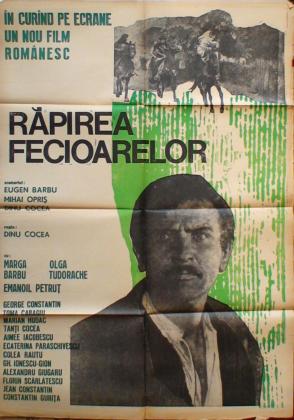 ÎN CURÎND PE ECRANE
UN NOU FILM
ROMÂNESC
RĂPIREA
FECIOARELOR
scenariul :
EUGEN BARBU
MIHAI OPRIȘ
DINU COCEA
regia :
DINU COCEA
cu :
MARGA BARBU
OLGA TUDORACHE
EMANOIL PETRUȚ
GEORGE CONSTANTIN
TOMA CARAGIU
MARIAN HUDAC
TANȚI COCEA
AIMEE IACOBESCU
ECATERINA PARASCHIVESCU
COLEA RAUTU
GH. IONESCU-GION
ALEXANDRU GIUGARU
FLORIN SCARLATESCU
JEAN CONSTANTIN
CONSTANTIN GURIȚA